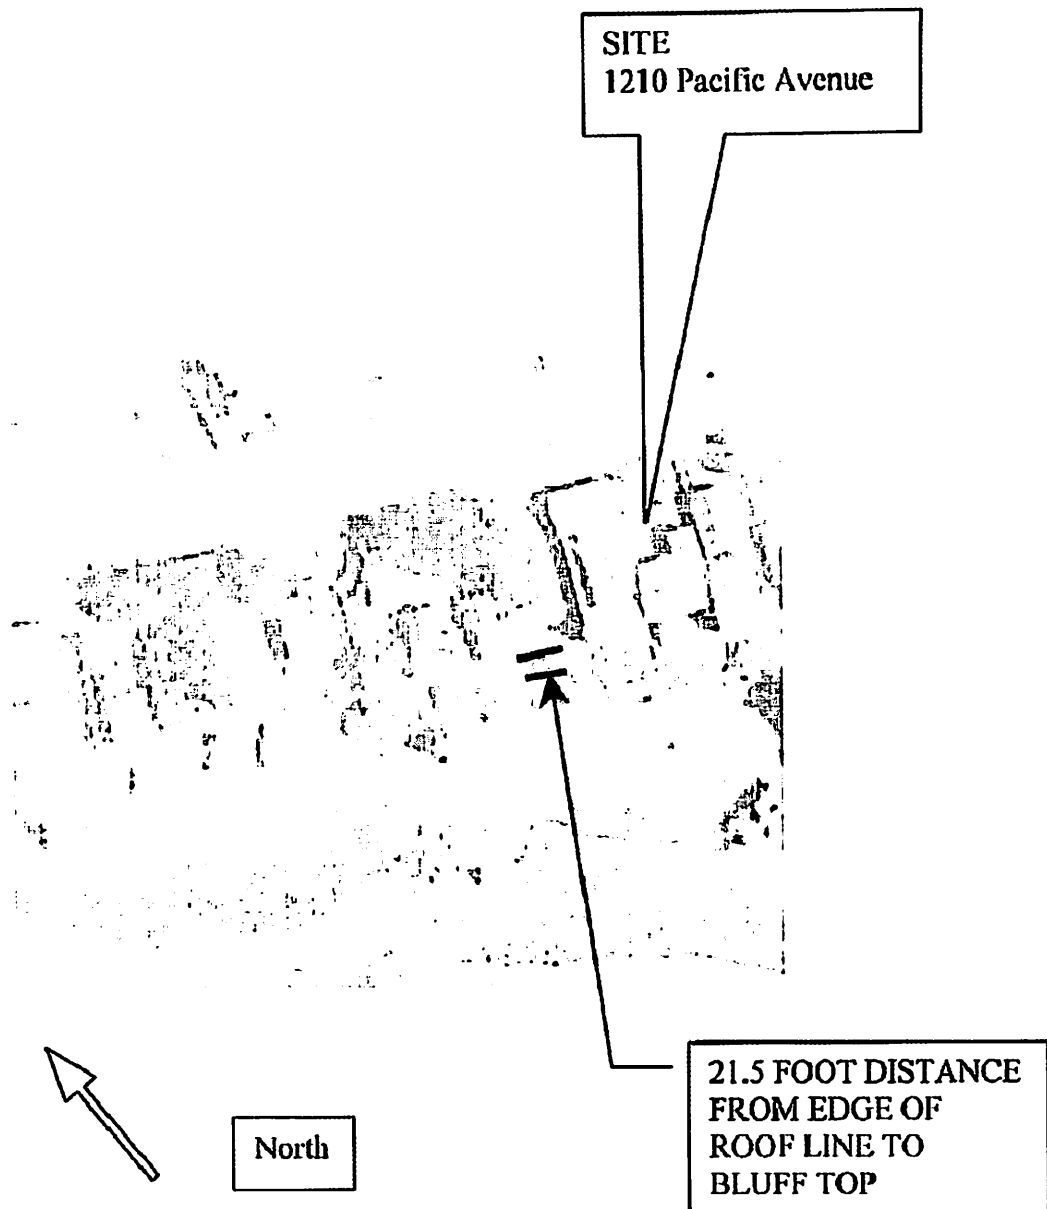 SITE
1210 Pacific Avenue
21.5 FOOT DISTANCE
FROM EDGE OF
ROOF LINE TO
BLUFF TOP
North